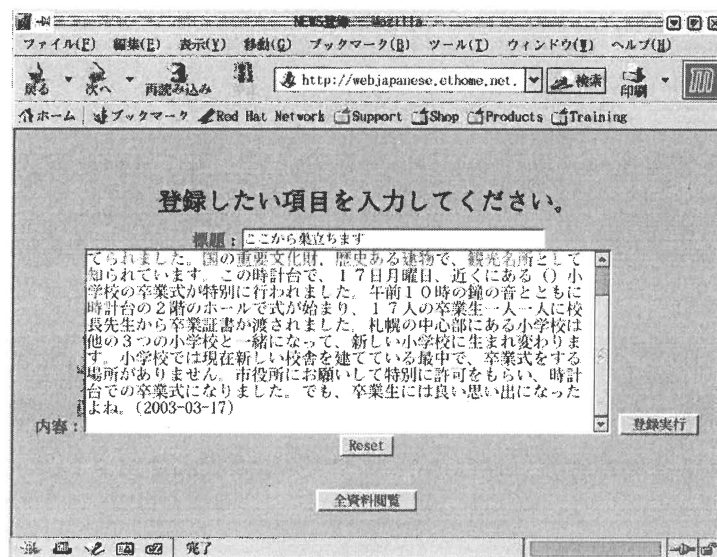 NEWS登録 - Mozilla
ファイル(F) 編集(E) 表示(V) 移動(G) ブックマーク(B) ツール(T) ウィンドウ(W) ヘルプ(H)
戻る 次へ 再読み込み http://webjapanese.cthome.net. 検索 印刷
ホーム ブックマーク Red Hat Network Support Shop Products Training
登録したい項目を入力してください。
標題：ここから巣立ちます
てられました。国の重要文化財、歴史ある建物で、観光名所として
知られています。この時計台で、１７日月曜日、近くにある（）小
学校の卒業式が特別に行われました。午前１０時の鐘の音とともに
時計台の２階のホールで式が始まり、１７人の卒業生一人一人に校
長先生から卒業証書が渡されました。札幌の中心部にある小学校は
他の３つの小学校と一緒になって、新しい小学校に生まれ変わりま
す。小学校では現在新しい校舎を建てている最中で、卒業式をする
場所がありません。市役所にお願いして特別に許可をもらい、時計
台での卒業式になりました。でも、卒業生には良い思い出になった
よね。(2003-03-17)
内容： 登録実行
Reset
全資料閲覧
完了